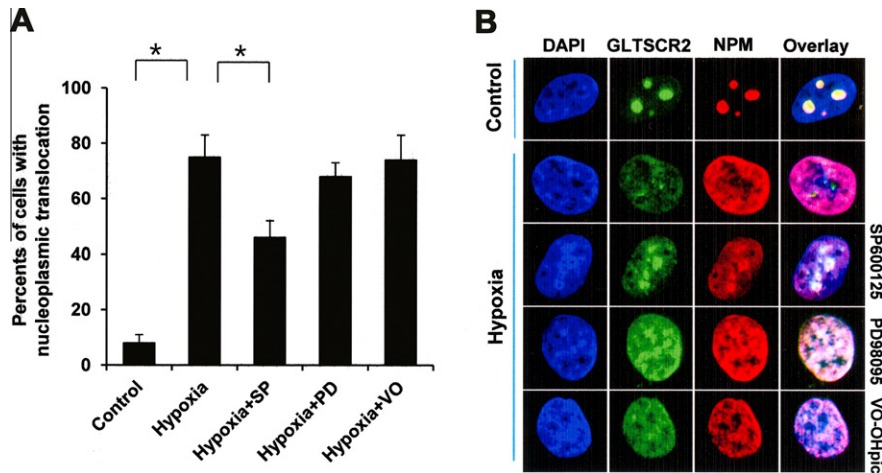 A
*
*
Percents of cells with
nucleoplasmic translocation
100
80
60
40
20
0
Control
Hypoxia
Hypoxia+SP
Hypoxia+PD
Hypoxia+VO
B
DAPI GLTSCR2 NPM Overlay
Control
Hypoxia
SP600125
PD98095
VO-OHpic